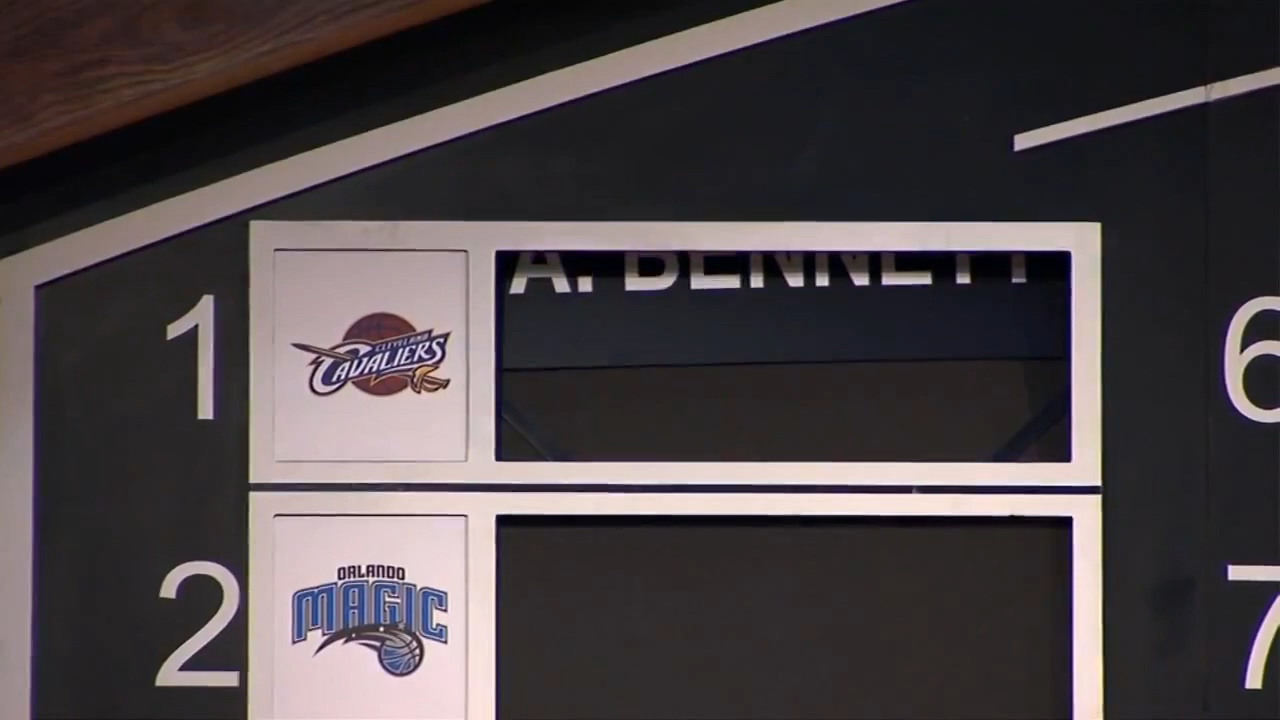 1
CLEVELAND
CAVALIERS
A. BENNETT
6
2
ORLANDO
MAGIC
7